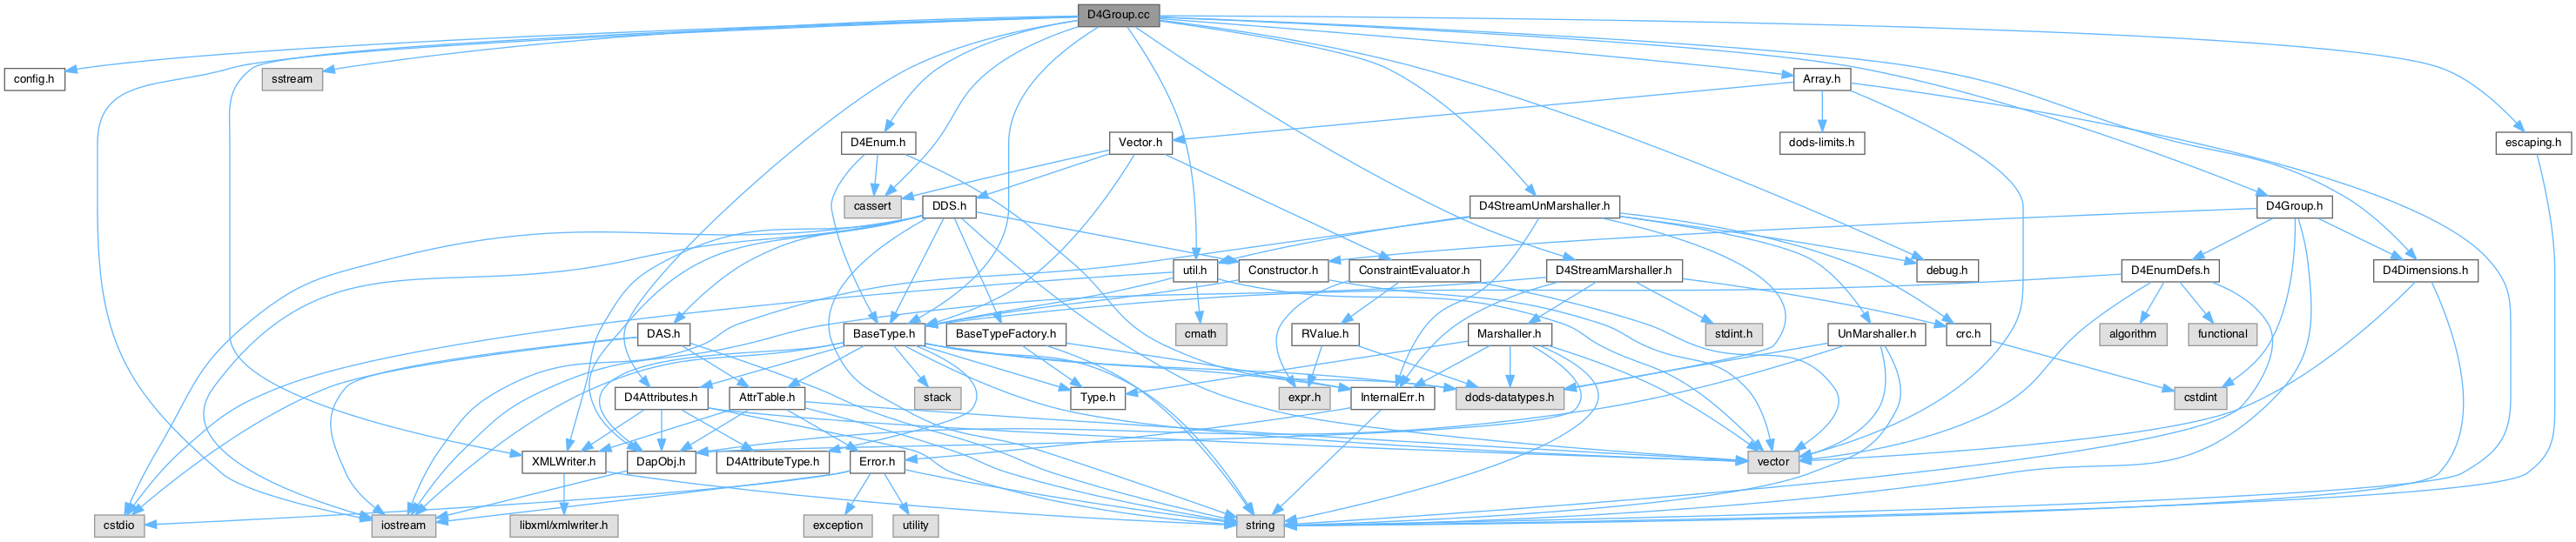 D4Group.cc
config.h
sstream
Array.h
D4Enum.h
Vector.h
dods-limits.h
escaping.h
cassert
DDS.h
D4StreamUnMarshaller.h
D4Group.h
util.h
Constructor.h
ConstraintEvaluator.h
D4StreamMarshaller.h
debug.h
D4EnumDefs.h
D4Dimensions.h
DAS.h
BaseType.h
BaseTypeFactory.h
cmath
RValue.h
Marshaller.h
stdint.h
UnMarshaller.h
crc.h
algorithm
functional
D4Attributes.h
AttrTable.h
stack
Type.h
expr.h
InternalErr.h
dods-datatypes.h
cstdint
XMLWriter.h
DapObj.h
D4AttributeType.h
Error.h
vector
cstdio
iostream
libxml/xmlwriter.h
exception
utility
string